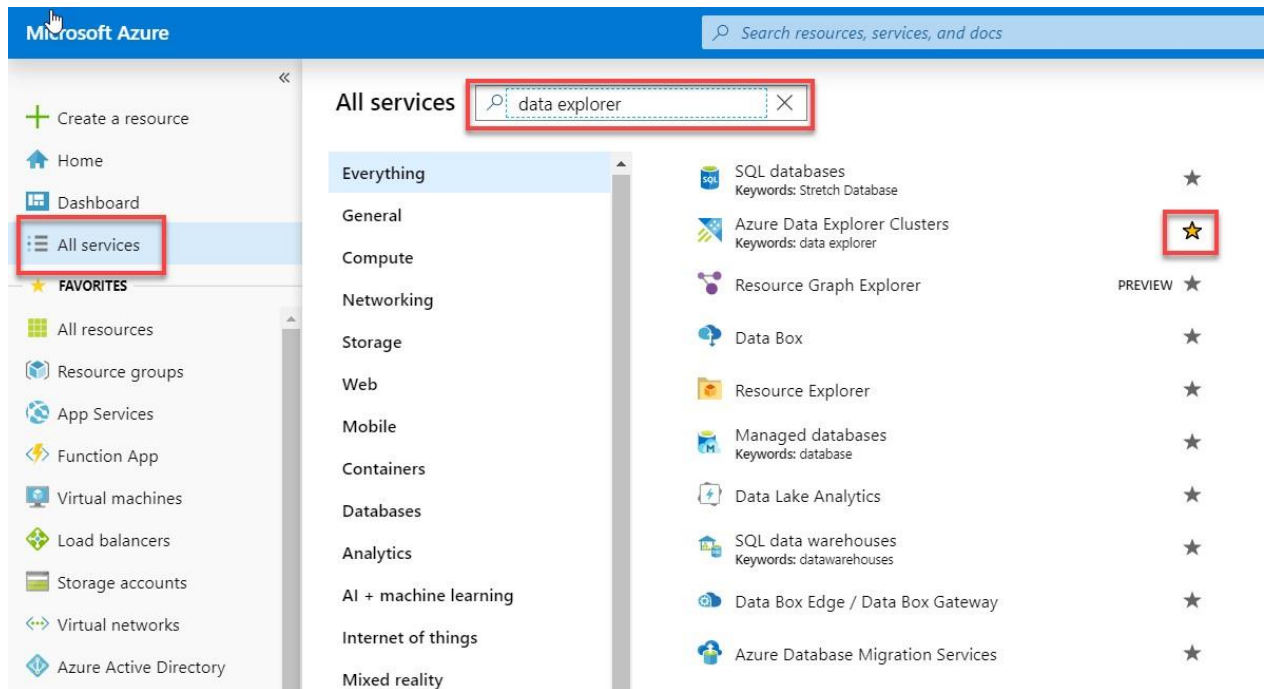 Microsoft Azure
Search resources, services, and docs
«
Create a resource
Home
Dashboard
All services
FAVORITES
All resources
Resource groups
App Services
Function App
Virtual machines
Load balancers
Storage accounts
Virtual networks
Azure Active Directory
All services
data explorer
Everything
General
Compute
Networking
Storage
Web
Mobile
Containers
Databases
Analytics
AI + machine learning
Internet of things
Mixed reality
SQL databases
Keywords: Stretch Database
Azure Data Explorer Clusters
Keywords: data explorer
Resource Graph Explorer
PREVIEW
Data Box
Resource Explorer
Managed databases
Keywords: database
Data Lake Analytics
SQL data warehouses
Keywords: datawarehouses
Data Box Edge / Data Box Gateway
Azure Database Migration Services